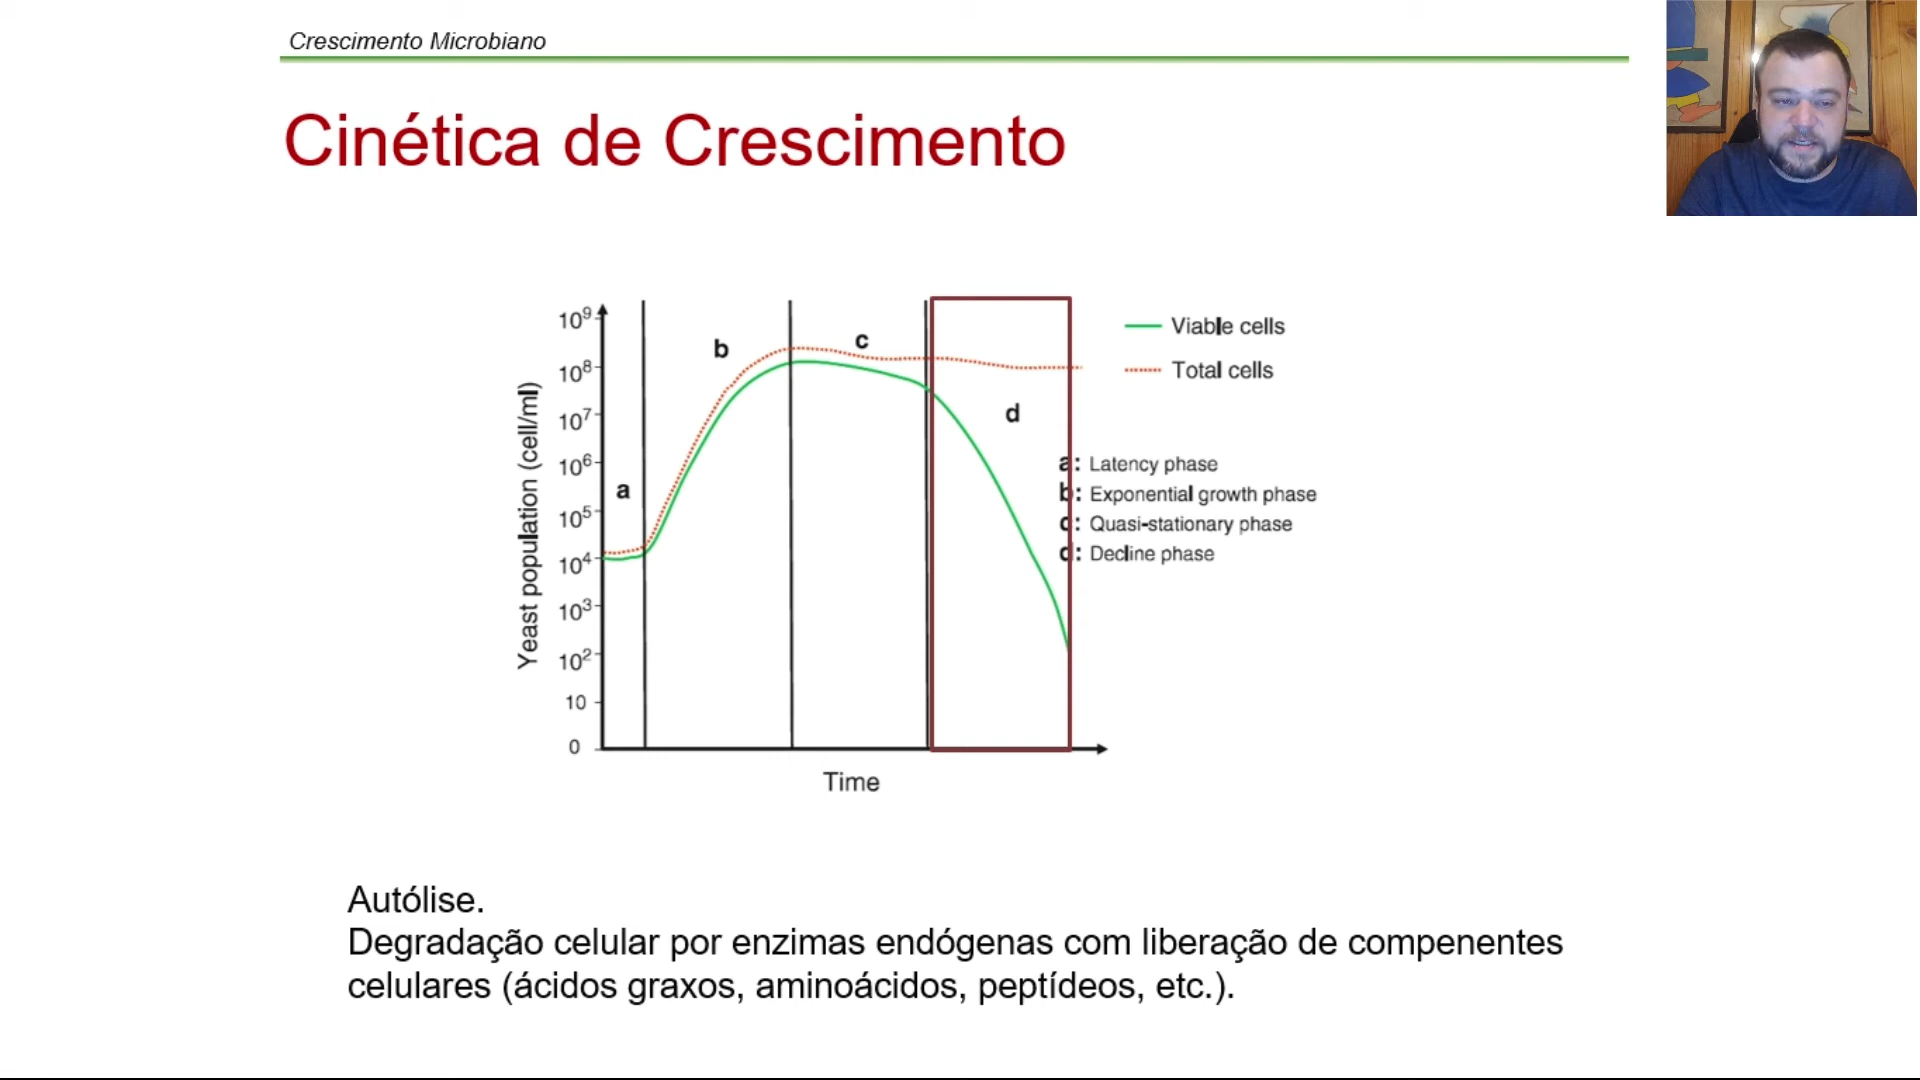 Crescimento Microbiano
Cinética de Crescimento
10⁹
10⁸
10⁷
10⁶
10⁵
10⁴
10³
10²
10
0
Yeast population (cell/ml)
a
b
c
d
Time
Viable cells
Total cells
a: Latency phase
b: Exponential growth phase
c: Quasi-stationary phase
d: Decline phase
Autólise.
Degradação celular por enzimas endógenas com liberação de compenentes
celulares (ácidos graxos, aminoácidos, peptídeos, etc.).